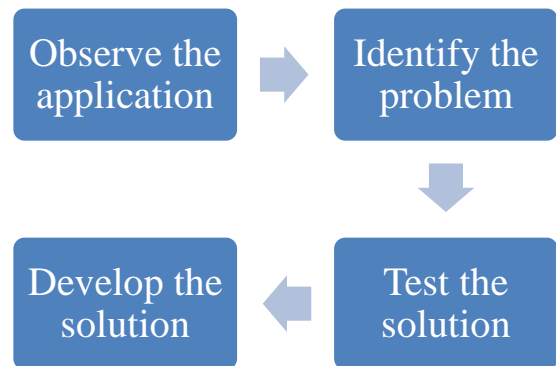 Observe the
application
Identify the
problem
Test the
solution
Develop the
solution